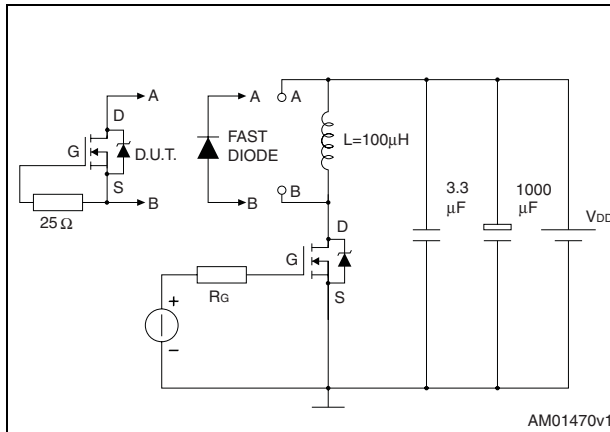 A
D
G
D.U.T.
S
B
25 Ω
A
FAST
DIODE
B
A
L=100µH
B
D
G
S
RG
+
–
3.3
µF
1000
µF
VDD
AM01470v1